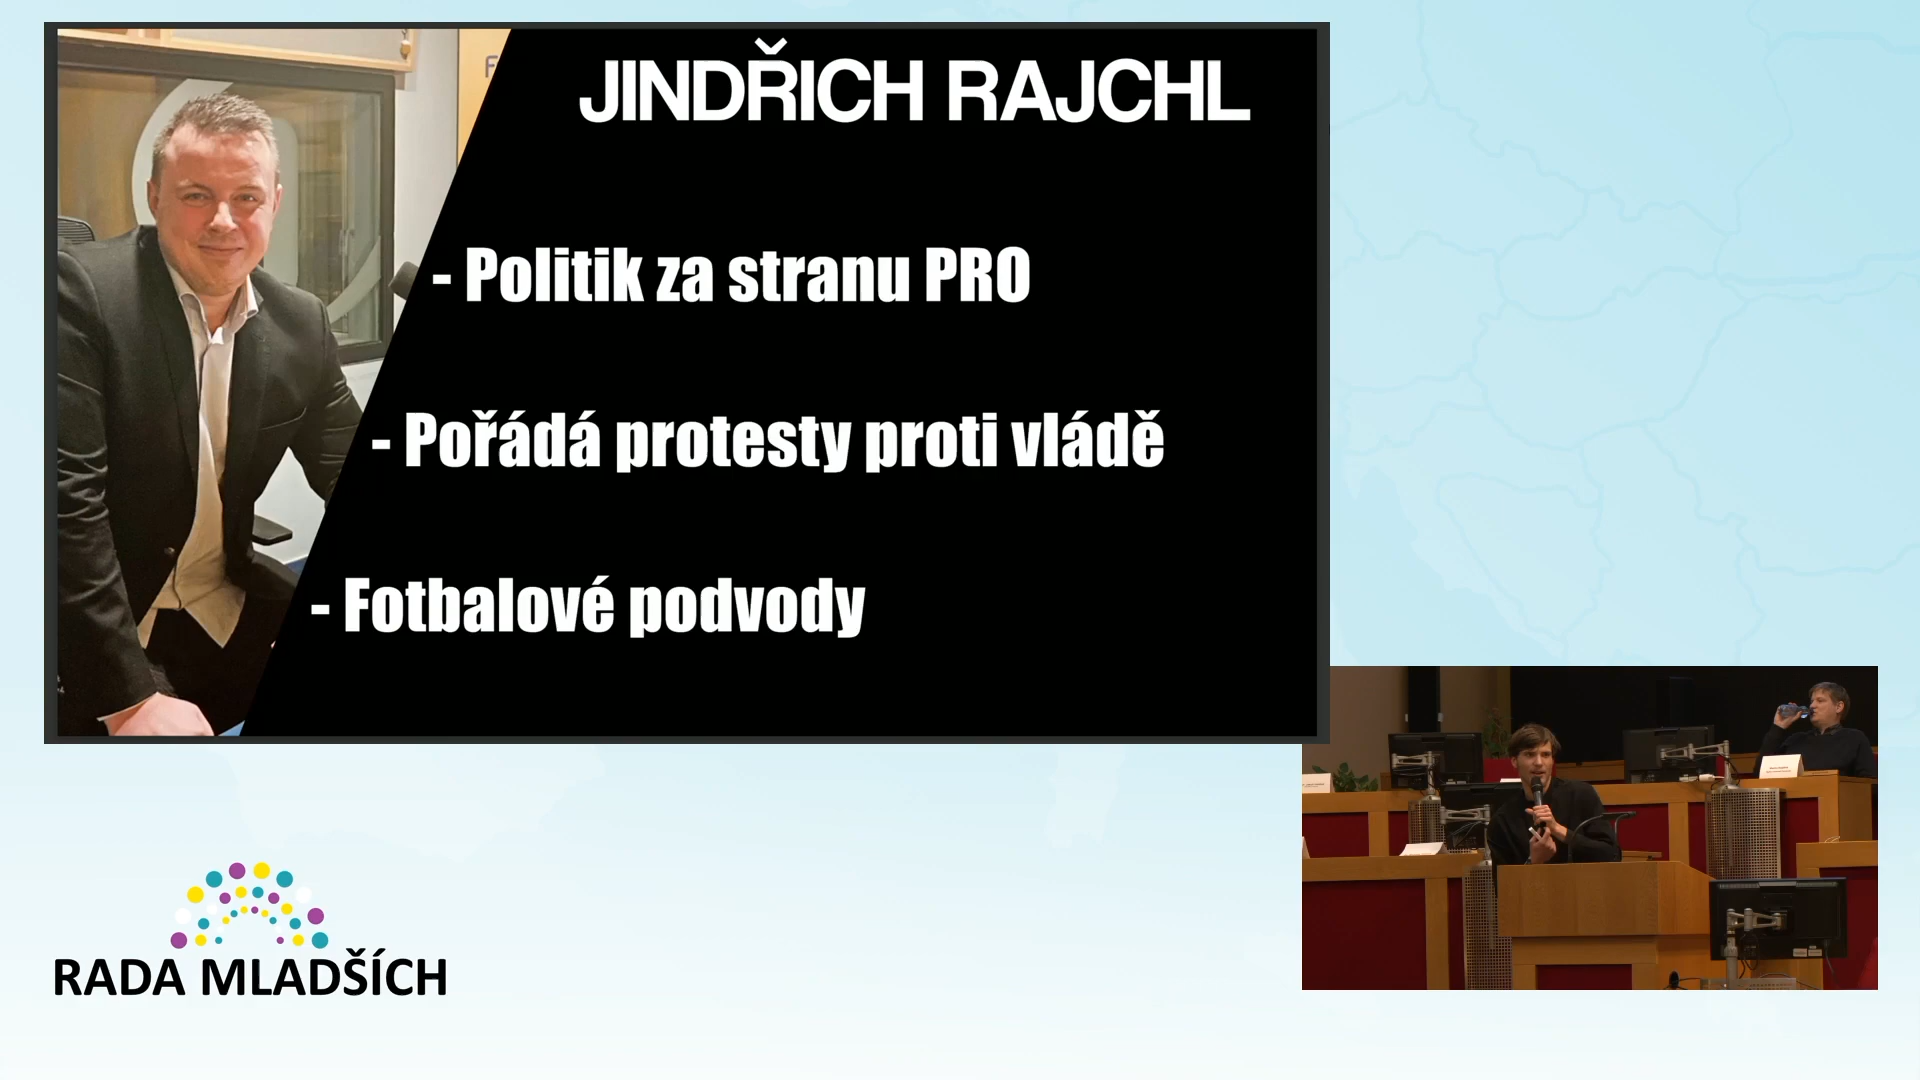 JINDŘICH RAJCHL
- Politik za stranu PRO
- Pořádá protesty proti vládě
- Fotbalové podvody
RADA MLADŠÍCH